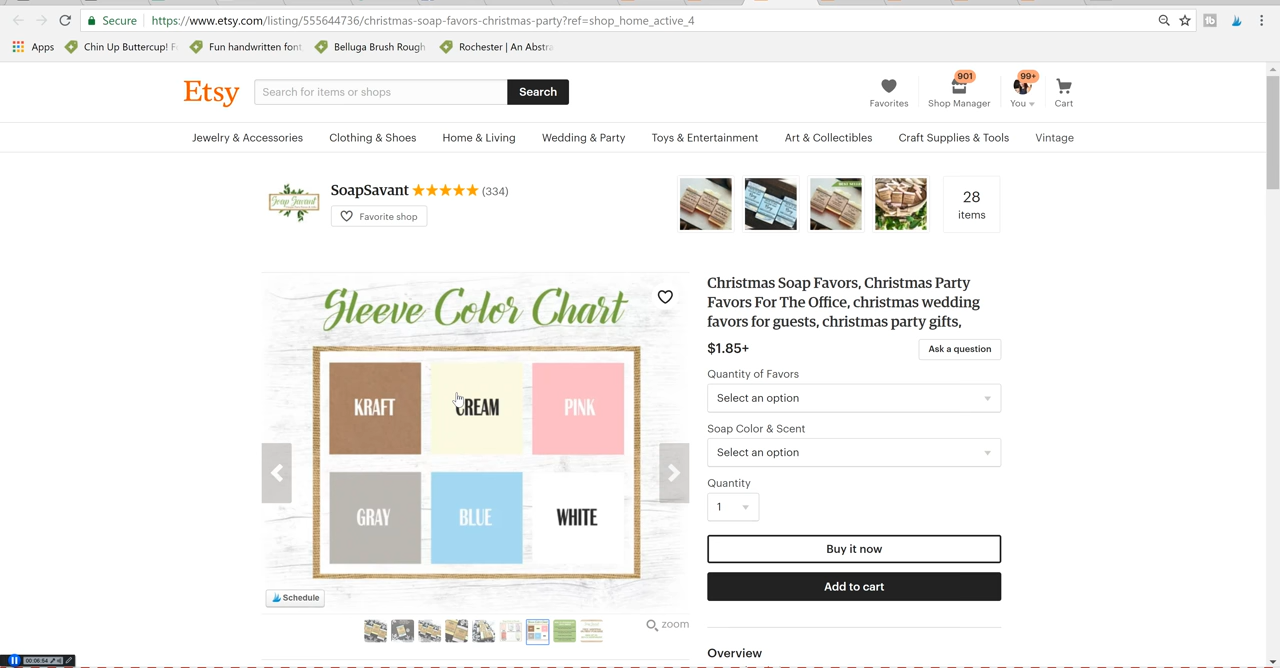 Secure
https://www.etsy.com/listing/555644736/christmas-soap-favors-christmas-party?ref=shop_home_active_4
Apps
Chin Up Buttercup! F
Fun handwritten font
Belluga Brush Rough
Rochester | An Abstra
Etsy
Search for items or shops
Search
Favorites
901
Shop Manager
99+
You
Cart
Jewelry & Accessories
Clothing & Shoes
Home & Living
Wedding & Party
Toys & Entertainment
Art & Collectibles
Craft Supplies & Tools
Vintage
Soap Savant
SoapSavant
(334)
Favorite shop
28
items
Sleeve Color Chart
KRAFT
CREAM
PINK
GRAY
BLUE
WHITE
Schedule
zoom
Christmas Soap Favors, Christmas Party
Favors For The Office, christmas wedding
favors for guests, christmas party gifts,
$1.85+
Ask a question
Quantity of Favors
Select an option
Soap Color & Scent
Select an option
Quantity
1
Buy it now
Add to cart
Overview
00:06:54